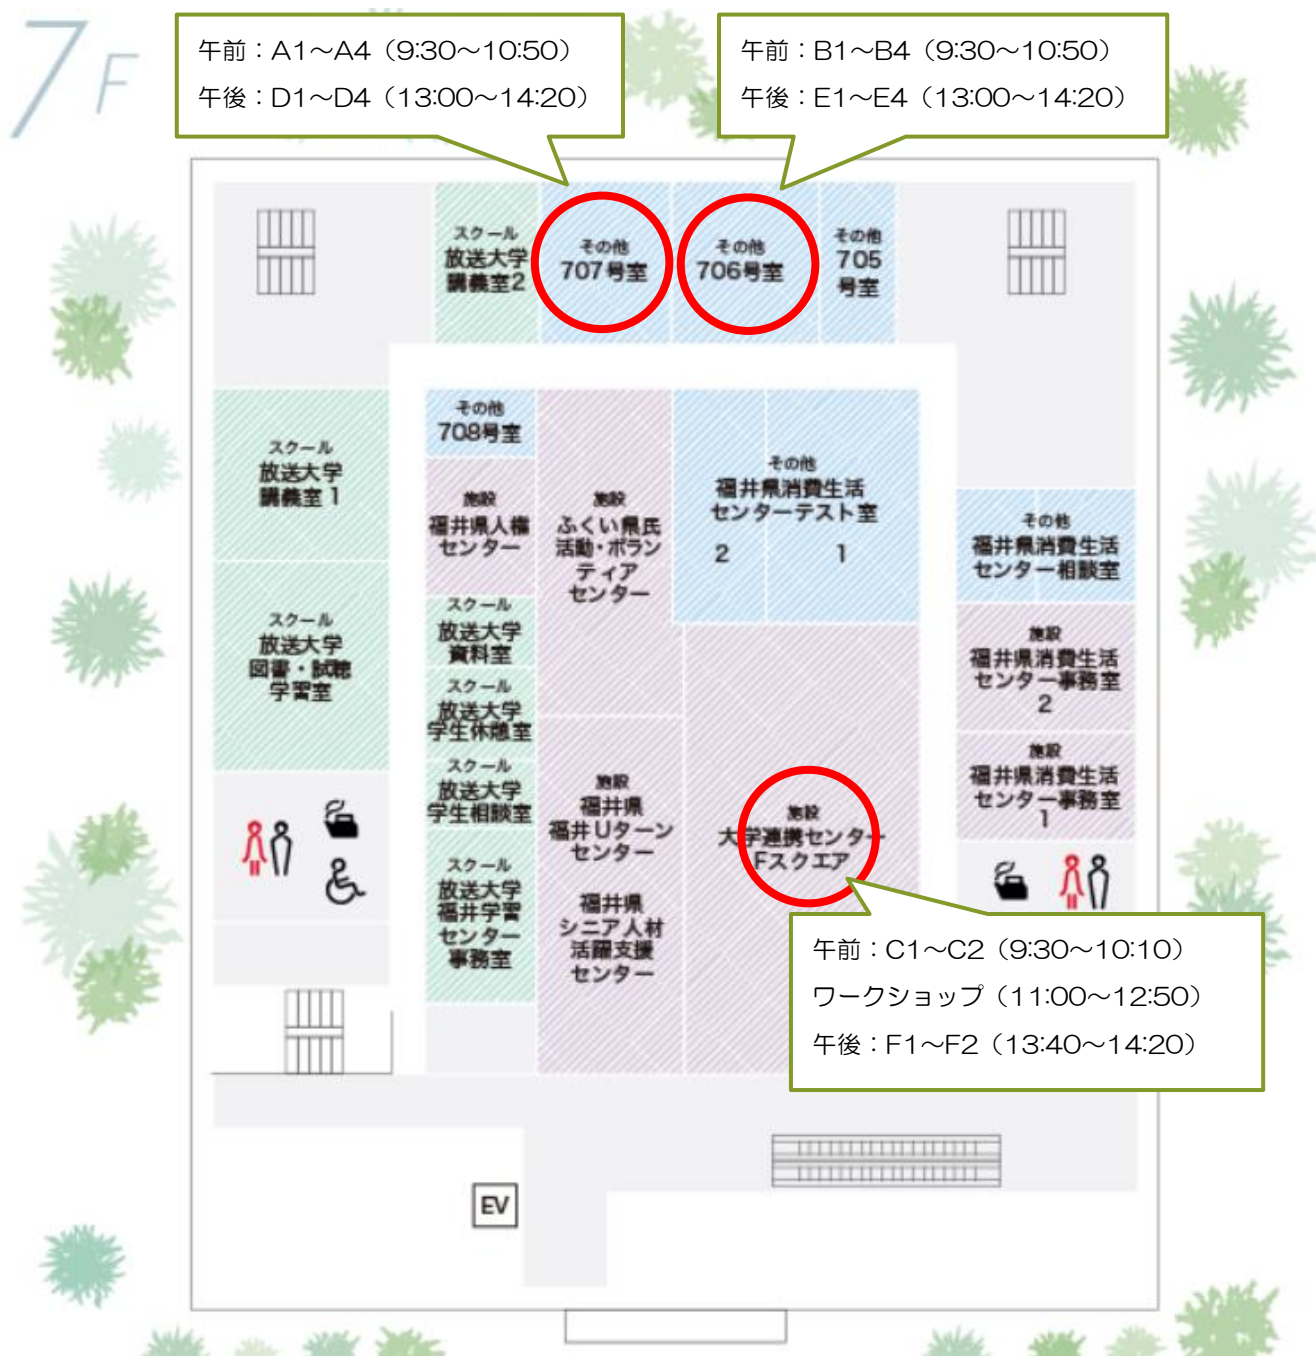 7F
午前：A1～A4（9:30～10:50）
午後：D1～D4（13:00～14:20）
午前：B1～B4（9:30～10:50）
午後：E1～E4（13:00～14:20）
スクール
放送大学
講義室2
その他
707号室
その他
706号室
その他
705
号室
スクール
放送大学
講義室1
その他
708号室
施設
福井県人権
センター
施設
ふくい県民
活動・ボラン
ティア
センター
その他
福井県消費生活
センターテスト室
2 1
その他
福井県消費生活
センター相談室
スクール
放送大学
図書・試聴
学習室
スクール
放送大学
資料室
スクール
放送大学
学生休憩室
スクール
放送大学
学生相談室
スクール
放送大学
福井学習
センター
事務室
施設
福井県
福井Uターン
センター
福井県
シニア人材
活躍支援
センター
施設
大学連携センター
Fスクエア
施設
福井県消費生活
センター事務室
2
施設
福井県消費生活
センター事務室
1
午前：C1～C2（9:30～10:10）
ワークショップ（11:00～12:50）
午後：F1～F2（13:40～14:20）
EV